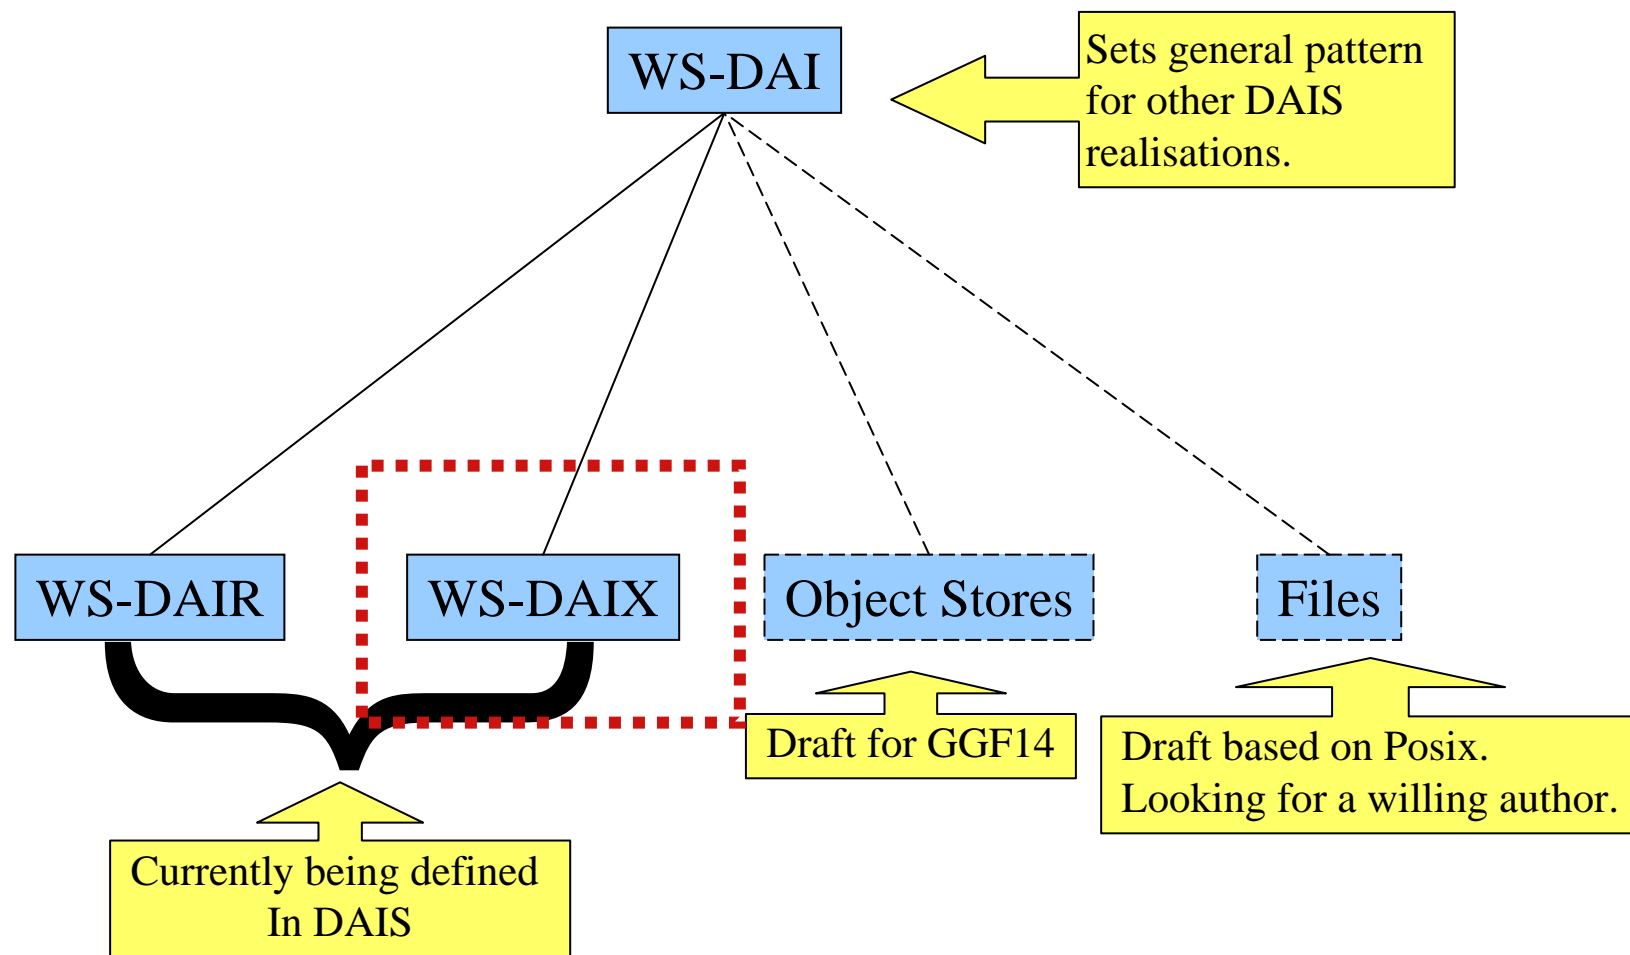 WS-DAI
Sets general pattern
for other DAIS
realisations.
WS-DAIR
WS-DAIX
Object Stores
Files
Draft for GGF14
Draft based on Posix.
Looking for a willing author.
Currently being defined
In DAIS